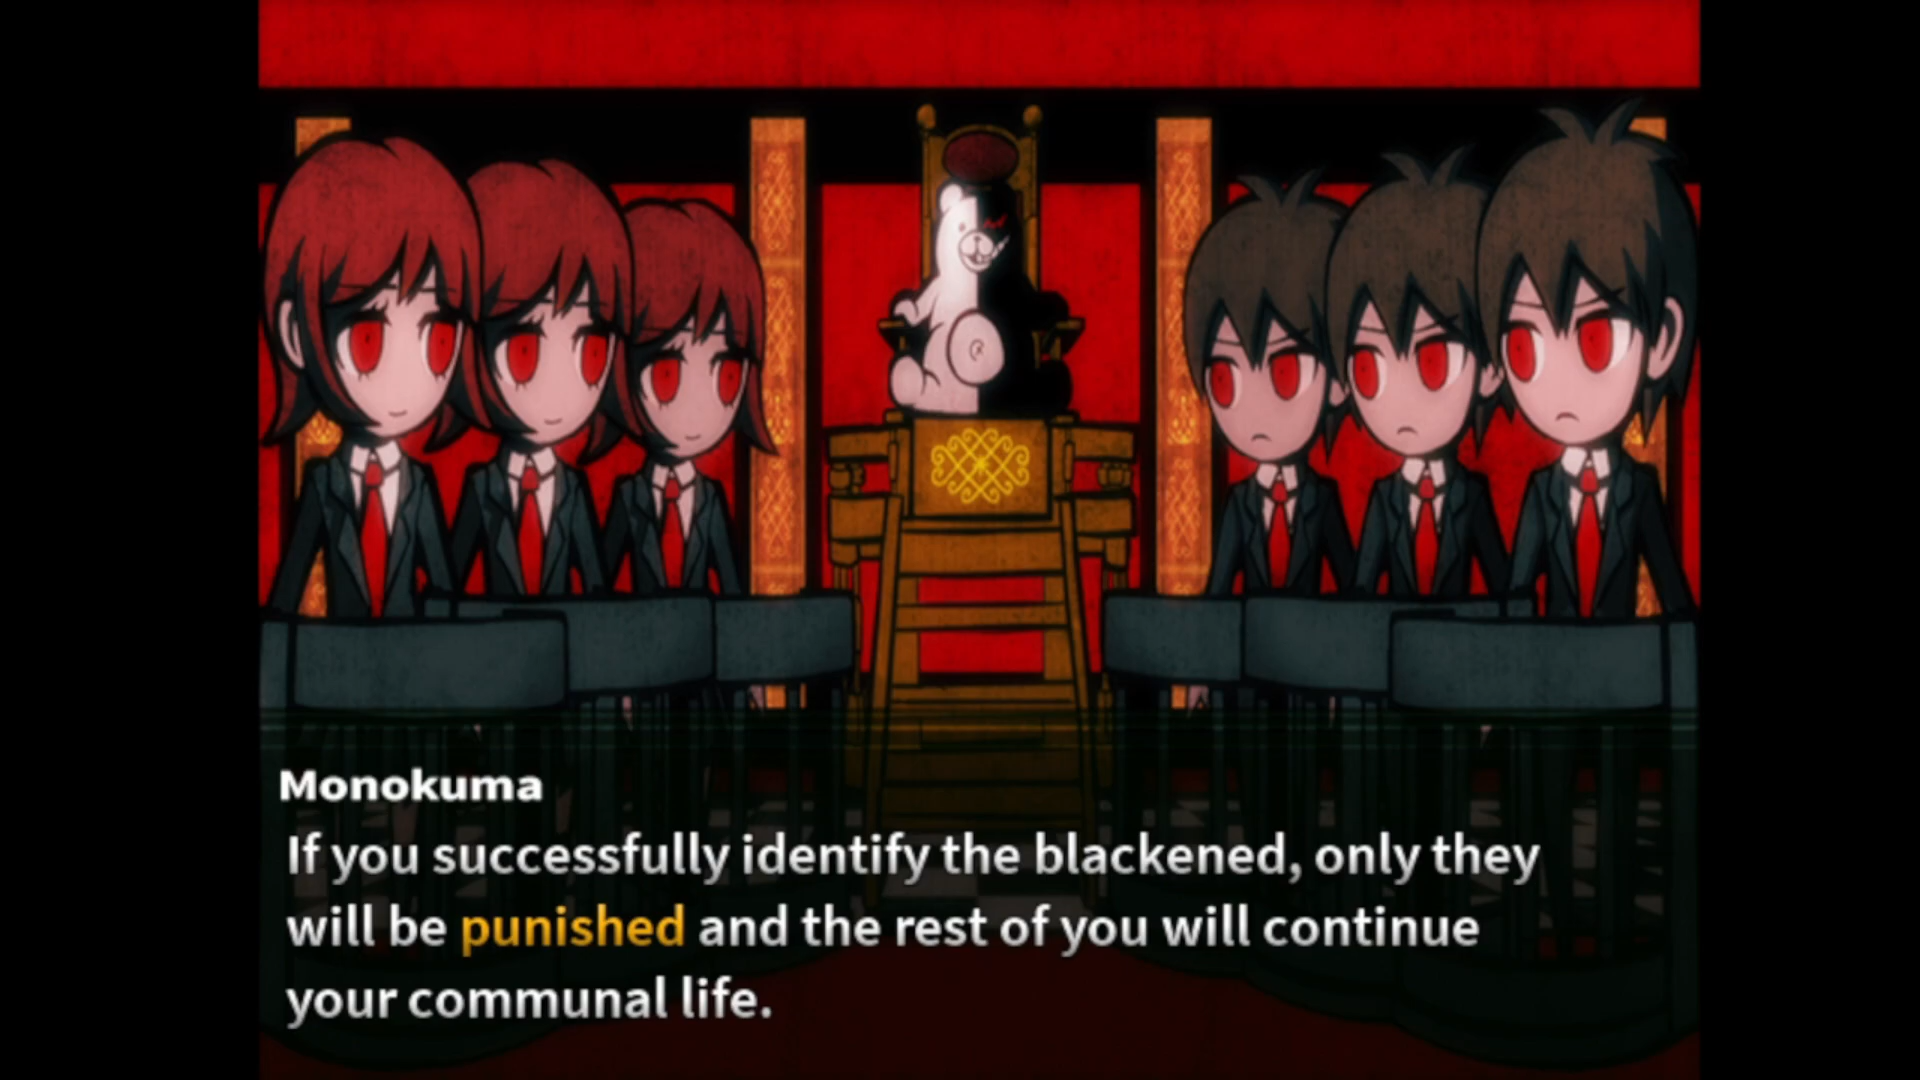 Monokuma
If you successfully identify the blackened, only they
will be punished and the rest of you will continue
your communal life.